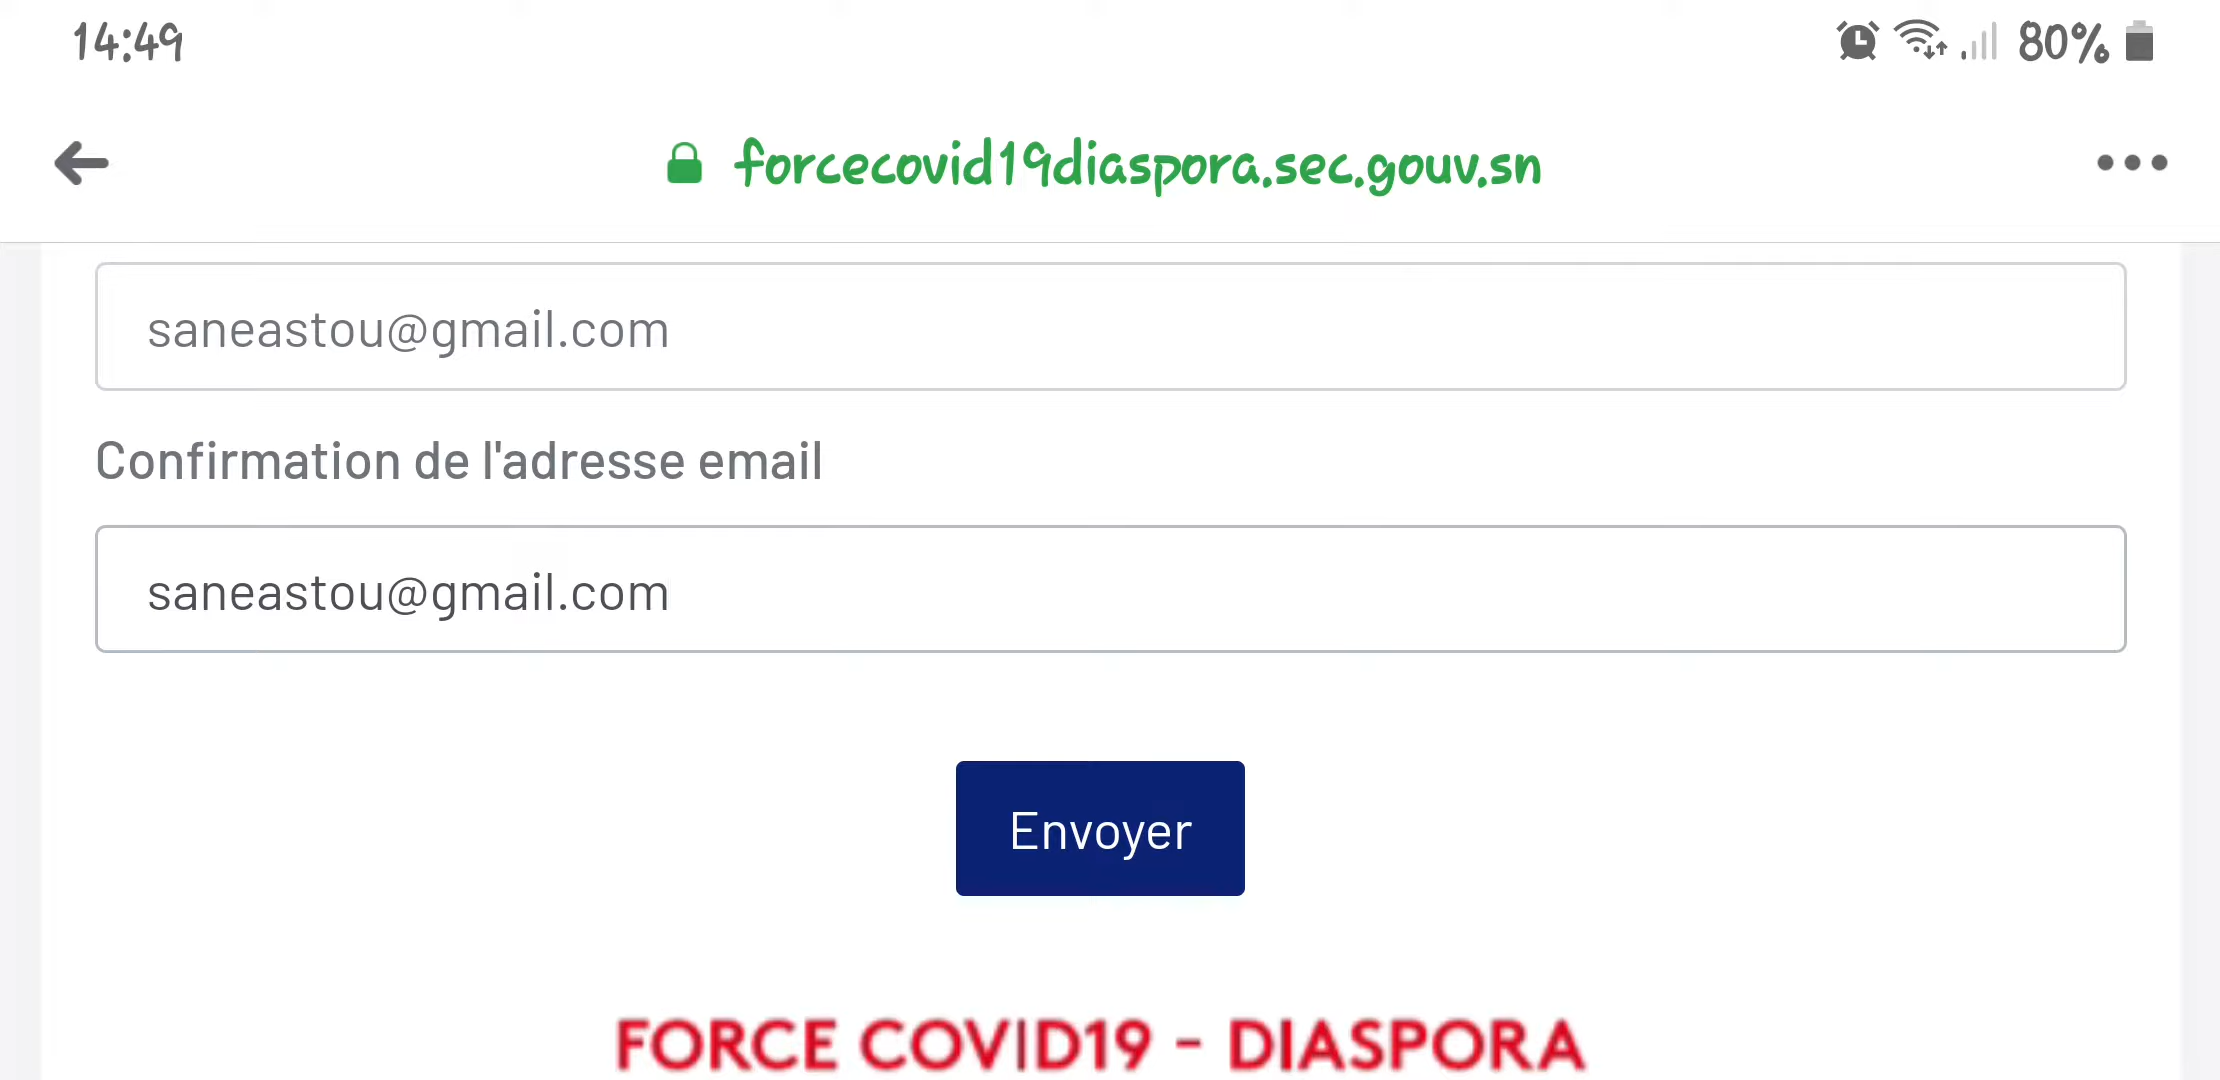 14:49
80%
forcecovid19diaspora.sec.gouv.sn
saneastou@gmail.com
Confirmation de l'adresse email
saneastou@gmail.com
Envoyer
FORCE COVID19 - DIASPORA